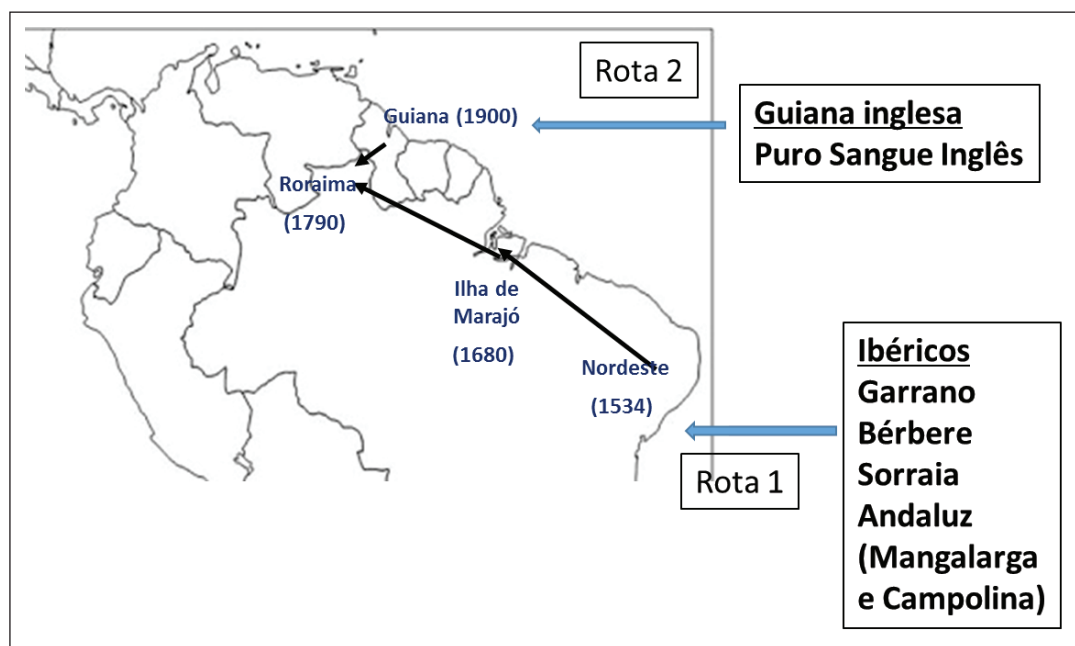 Rota 2
Guiana (1900)
Guiana inglesa
Puro Sangue Inglês
Roraima
(1790)
Ilha de
Marajó
(1680)
Nordeste
(1534)
Rota 1
Ibéricos
Garrano
Bérbere
Sorraia
Andaluz
(Mangalarga
e Campolina)